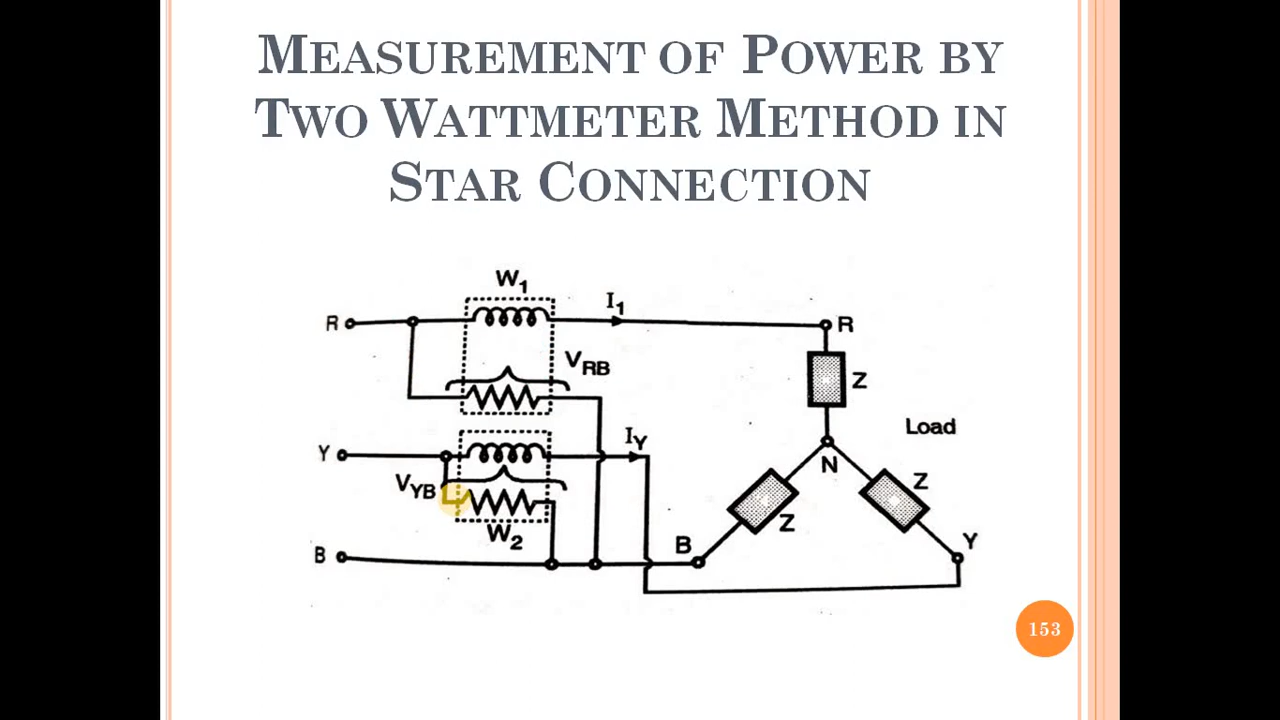 MEASUREMENT OF POWER BY
TWO WATTMETER METHOD IN
STAR CONNECTION
W1
R
I1
R
VRB
Z
Y
IY
Load
N
VYB
Z
Z
W2
B
B
Y
153